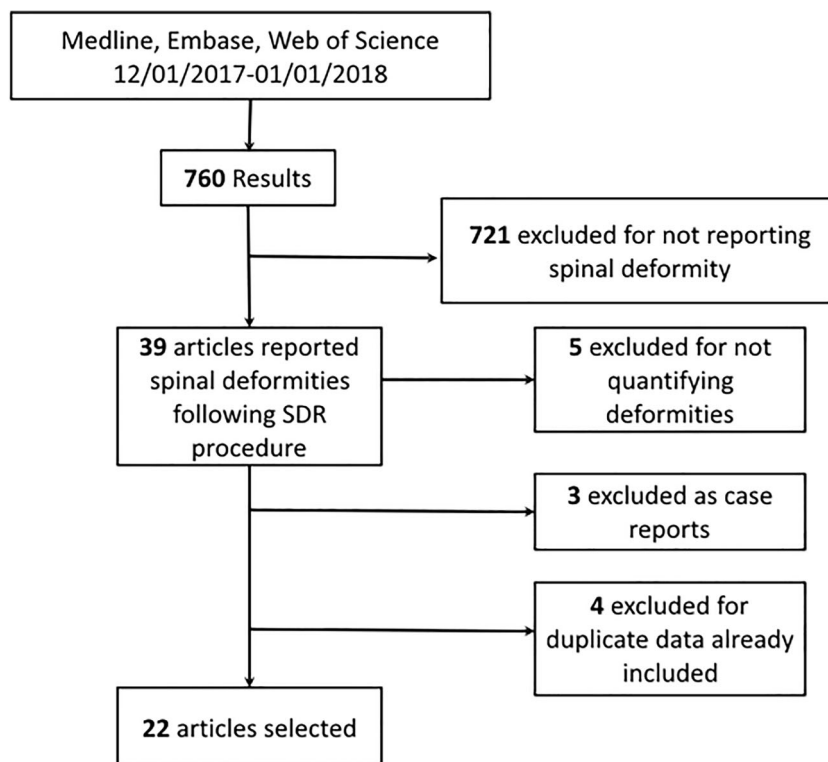 Medline, Embase, Web of Science
12/01/2017-01/01/2018
760 Results
721 excluded for not reporting
spinal deformity
39 articles reported
spinal deformities
following SDR
procedure
5 excluded for not
quantifying
deformities
3 excluded as case
reports
4 excluded for
duplicate data already
included
22 articles selected